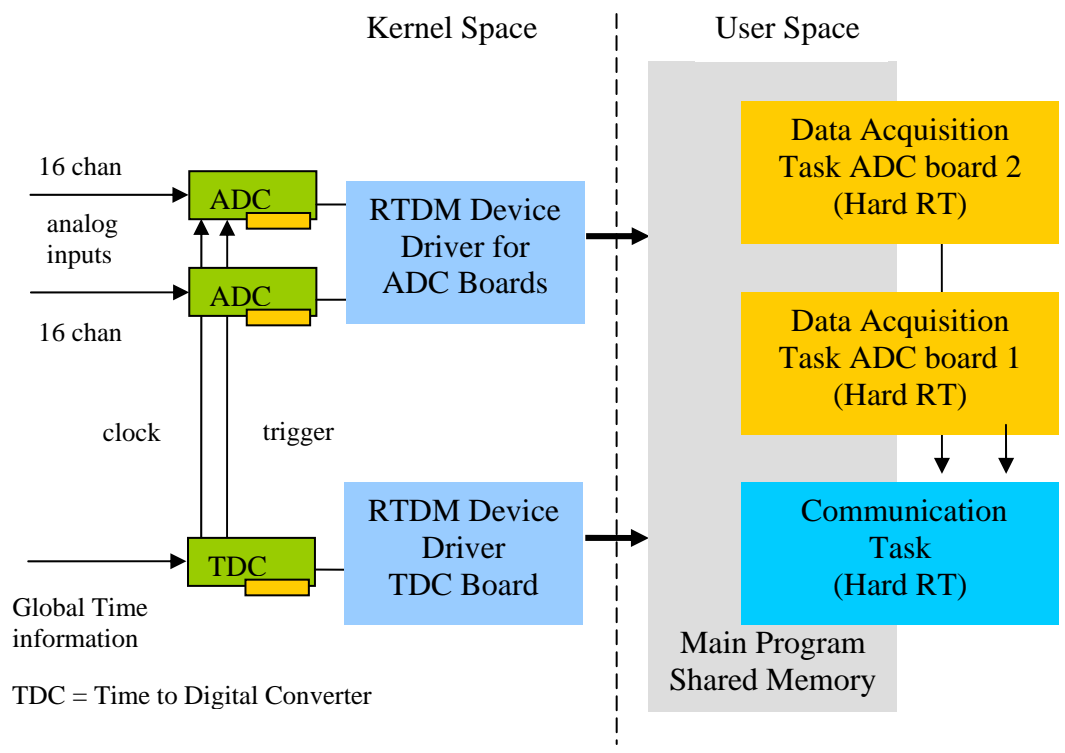 Kernel Space
User Space
16 chan
analog
inputs
16 chan
ADC
ADC
RTDM Device
Driver for
ADC Boards
clock
trigger
TDC
RTDM Device
Driver
TDC Board
Global Time
information
TDC = Time to Digital Converter
Data Acquisition
Task ADC board 2
(Hard RT)
Data Acquisition
Task ADC board 1
(Hard RT)
Communication
Task
(Hard RT)
Main Program
Shared Memory